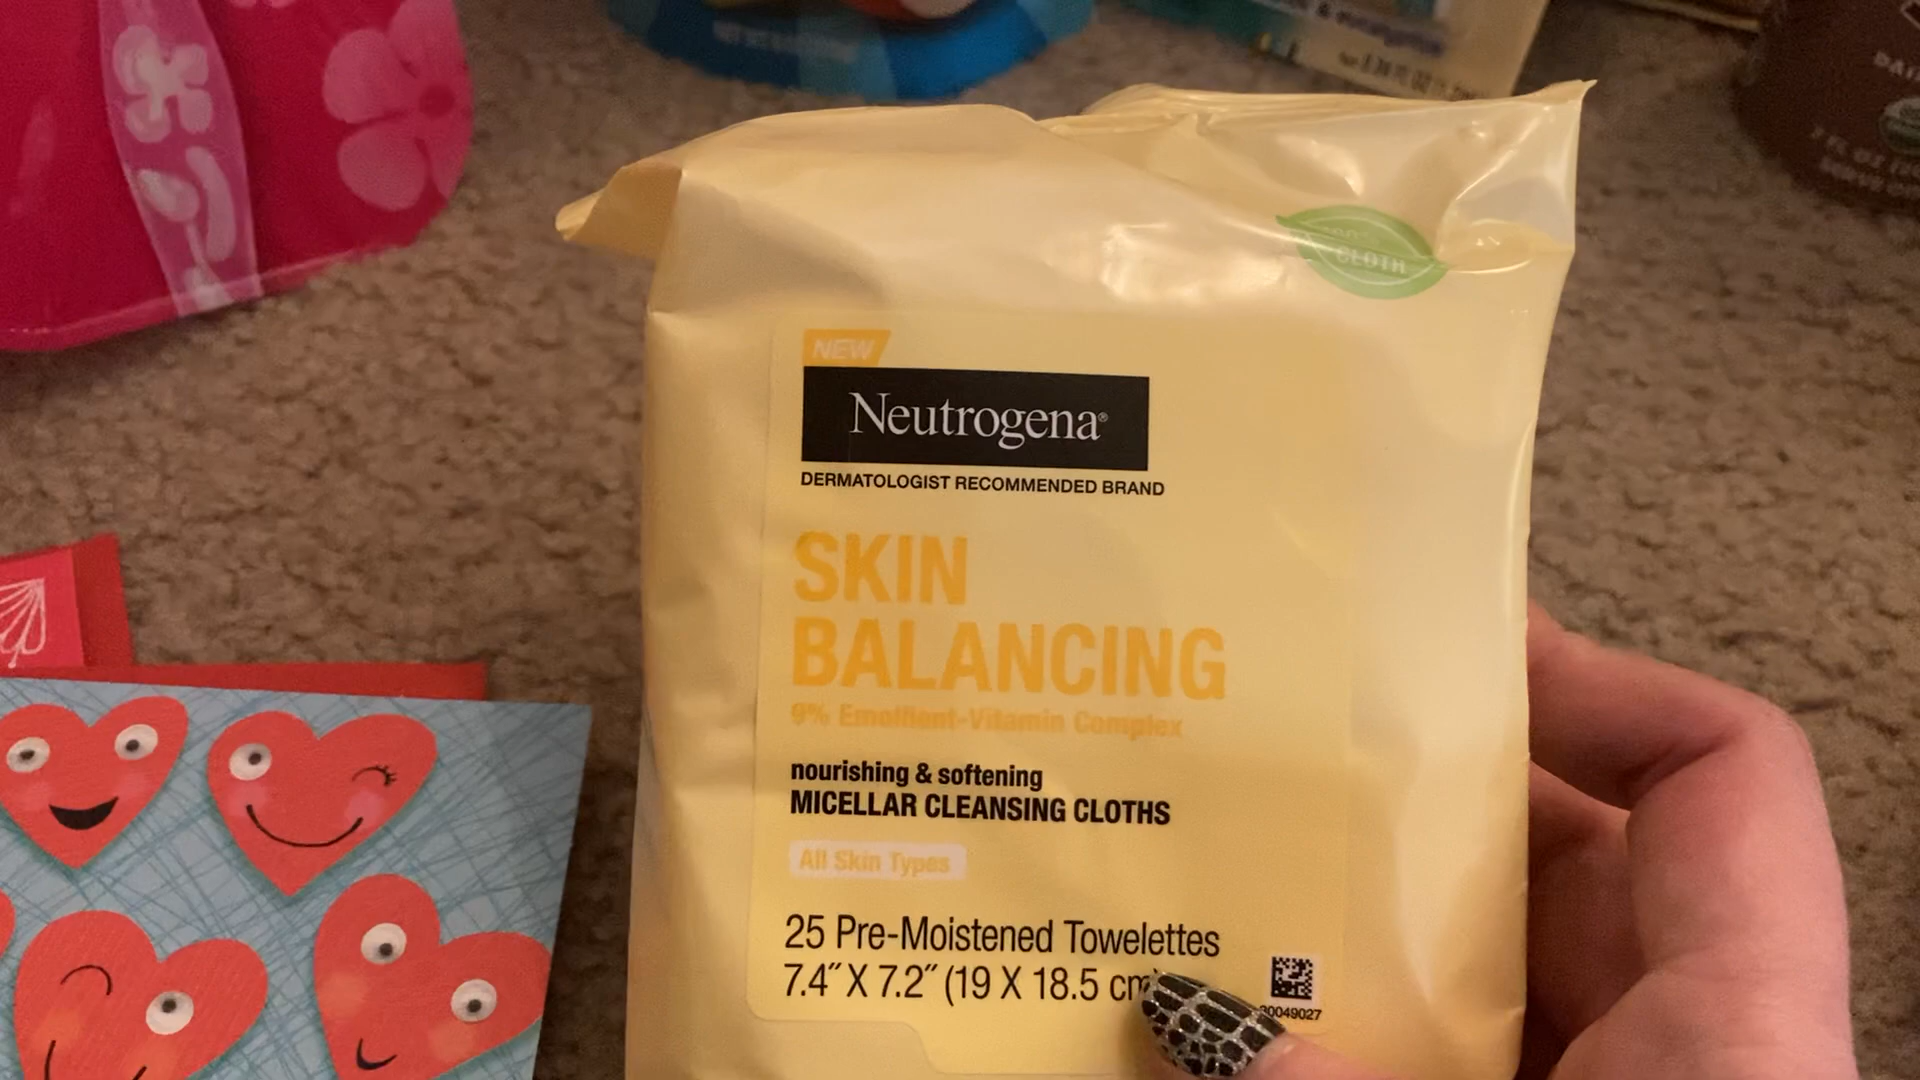 NEW
Neutrogena®
DERMATOLOGIST RECOMMENDED BRAND
SKIN
BALANCING
9% Emollient-Vitamin Complex
nourishing & softening
MICELLAR CLEANSING CLOTHS
All Skin Types
25 Pre-Moistened Towelettes
7.4″ X 7.2″ (19 X 18.5 cm)
CLOTH